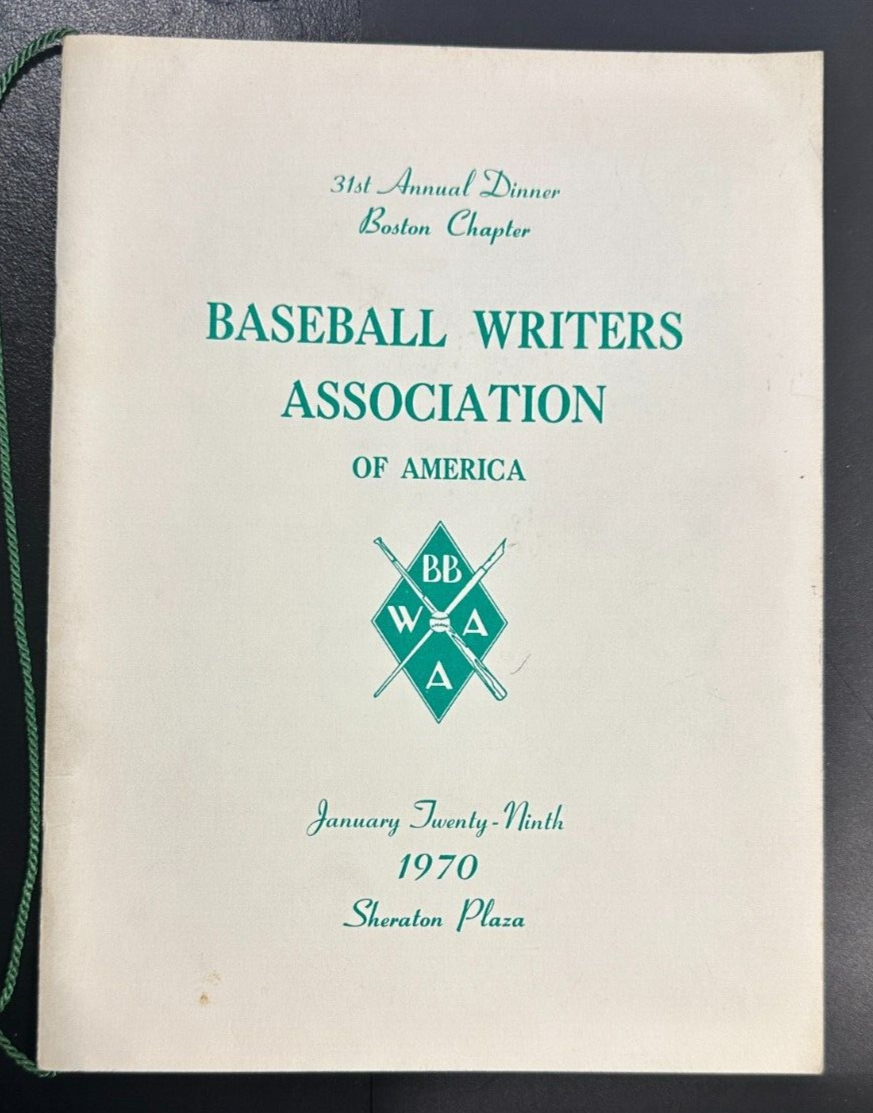 31st Annual Dinner
Boston Chapter
BASEBALL WRITERS
ASSOCIATION
OF AMERICA
BB
W A
A
January Twenty-Ninth
1970
Sheraton Plaza